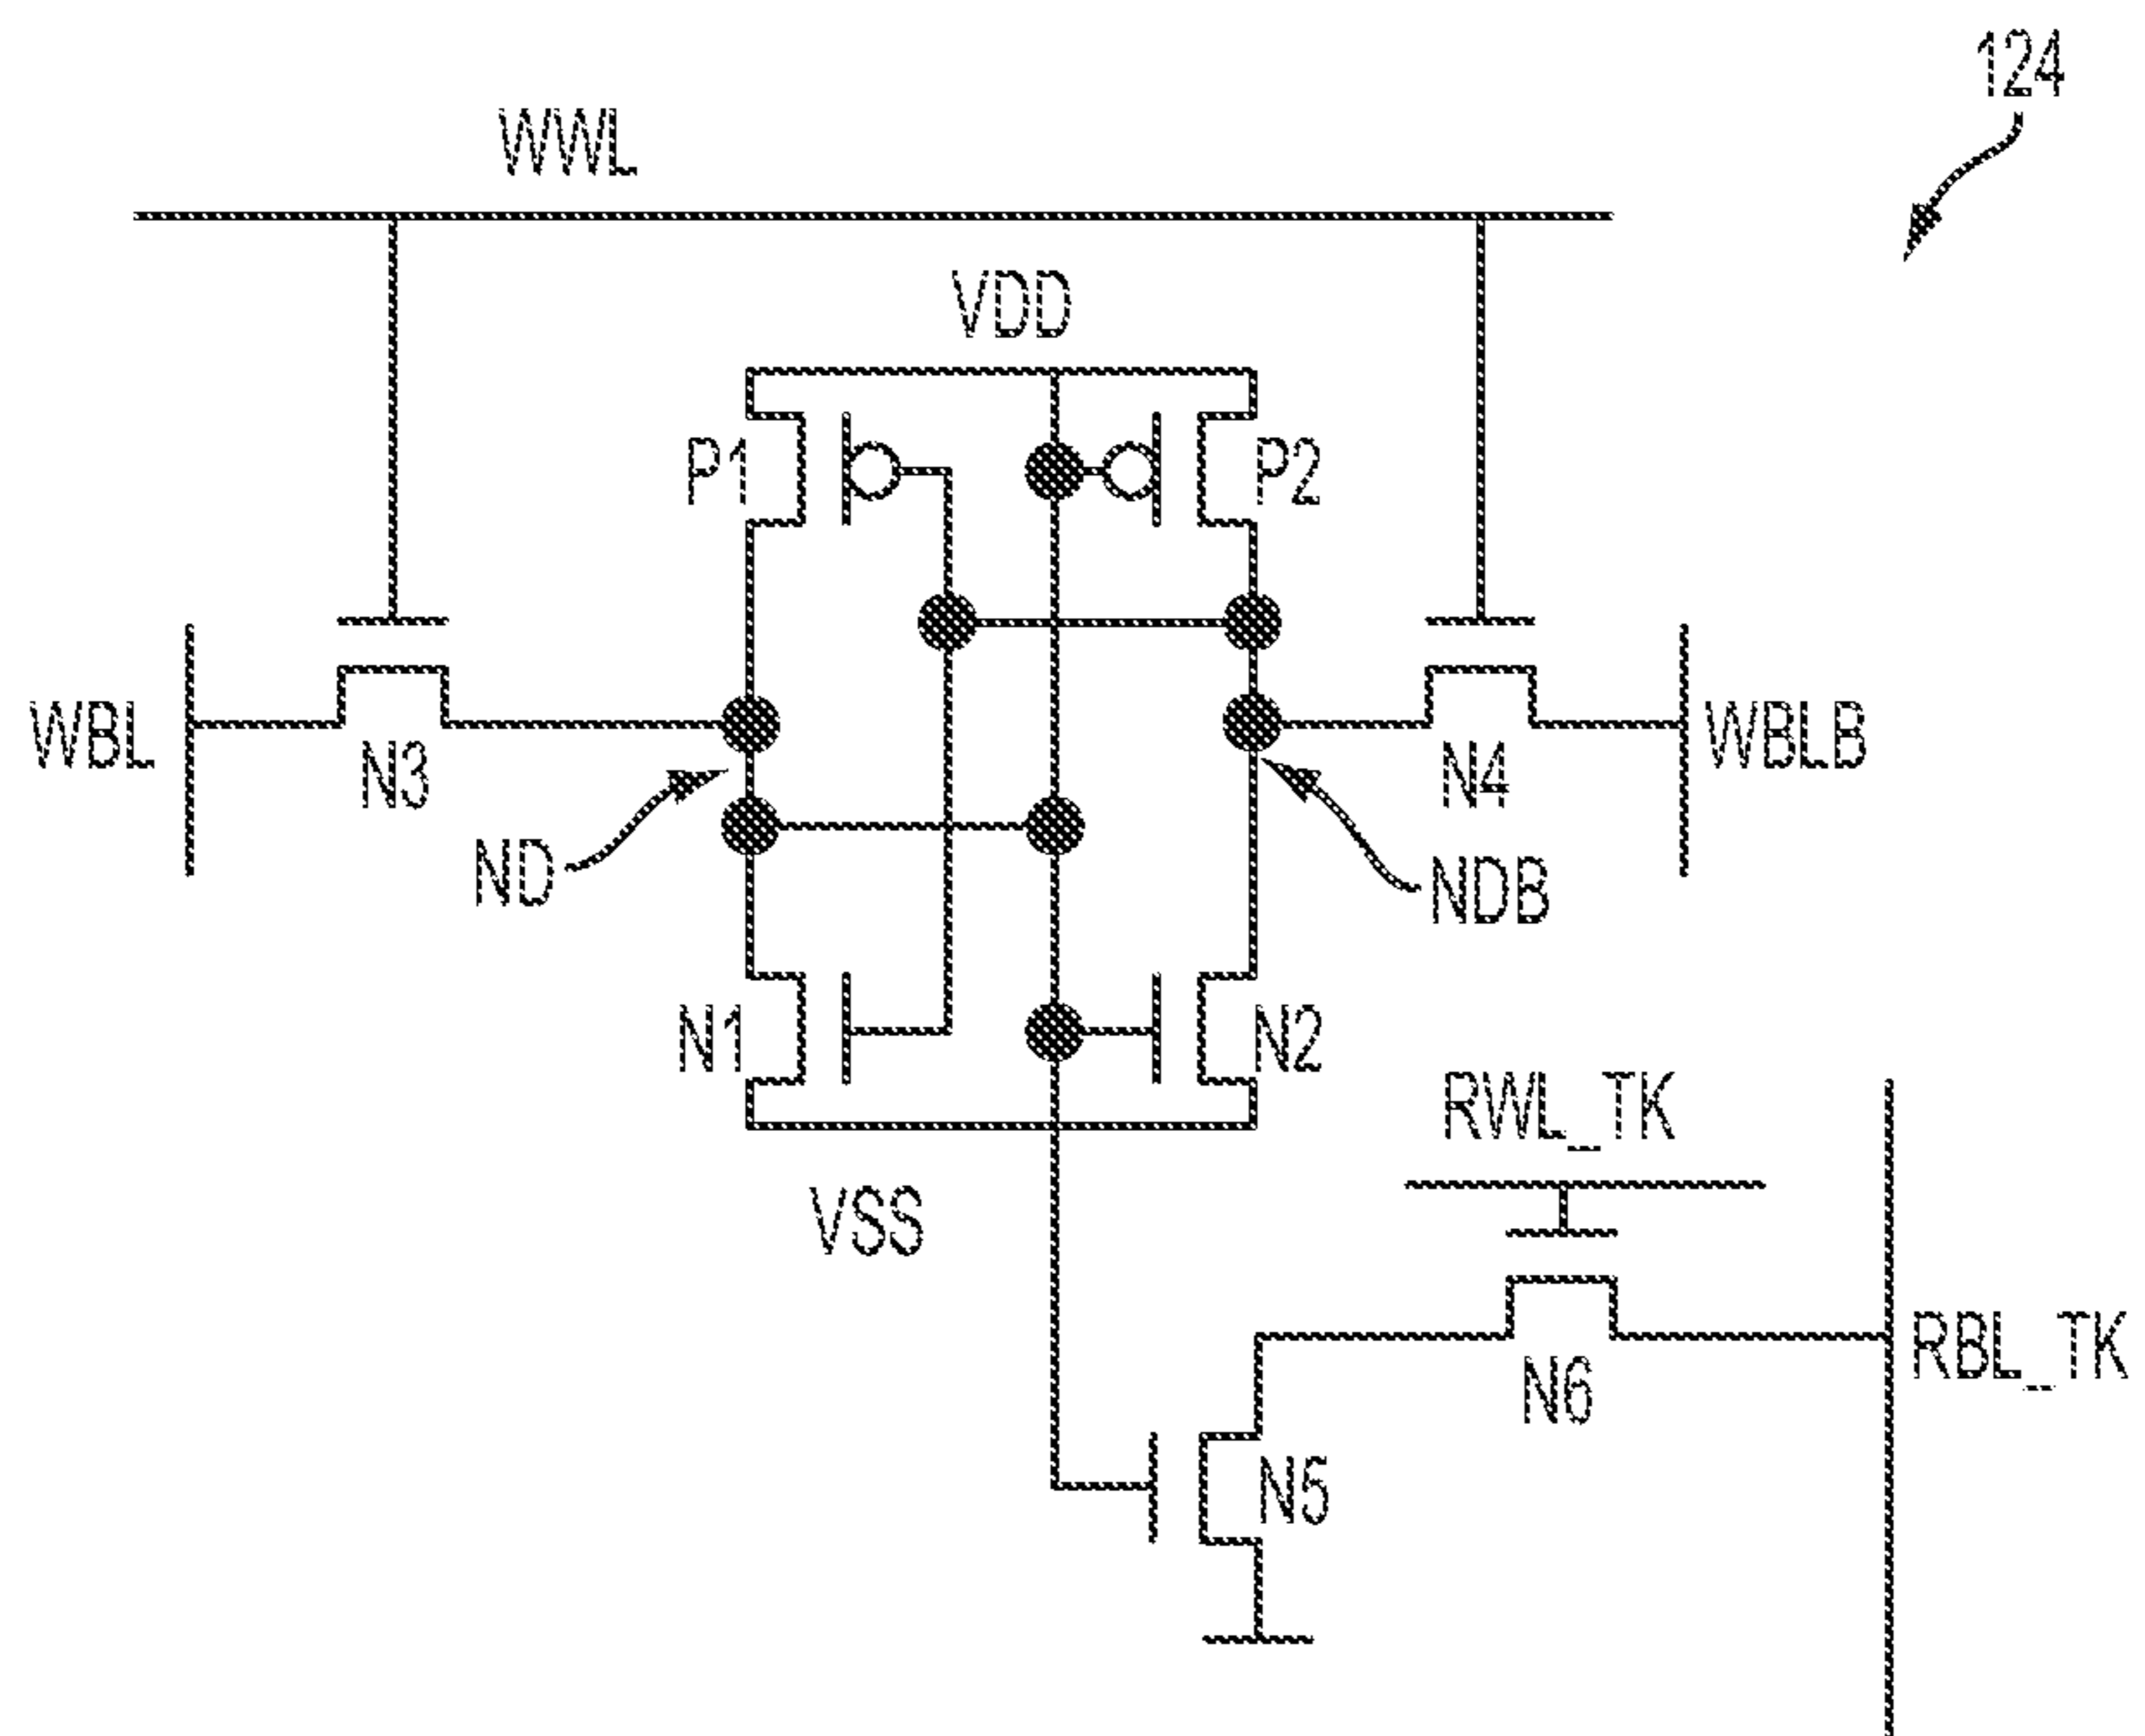 124
WWL
VDD
P1
P2
WBL
N3
N4
WBLB
ND
NDB
N1
N2
RWL_TK
VSS
RBL_TK
N6
N5